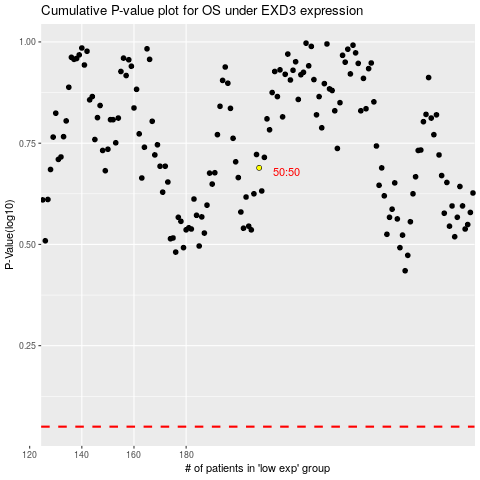 Cumulative P-value plot for OS under EXD3 expression
P-Value(log10)
1.00
0.75
0.50
0.25
50:50
120 140 160 180
# of patients in 'low exp' group